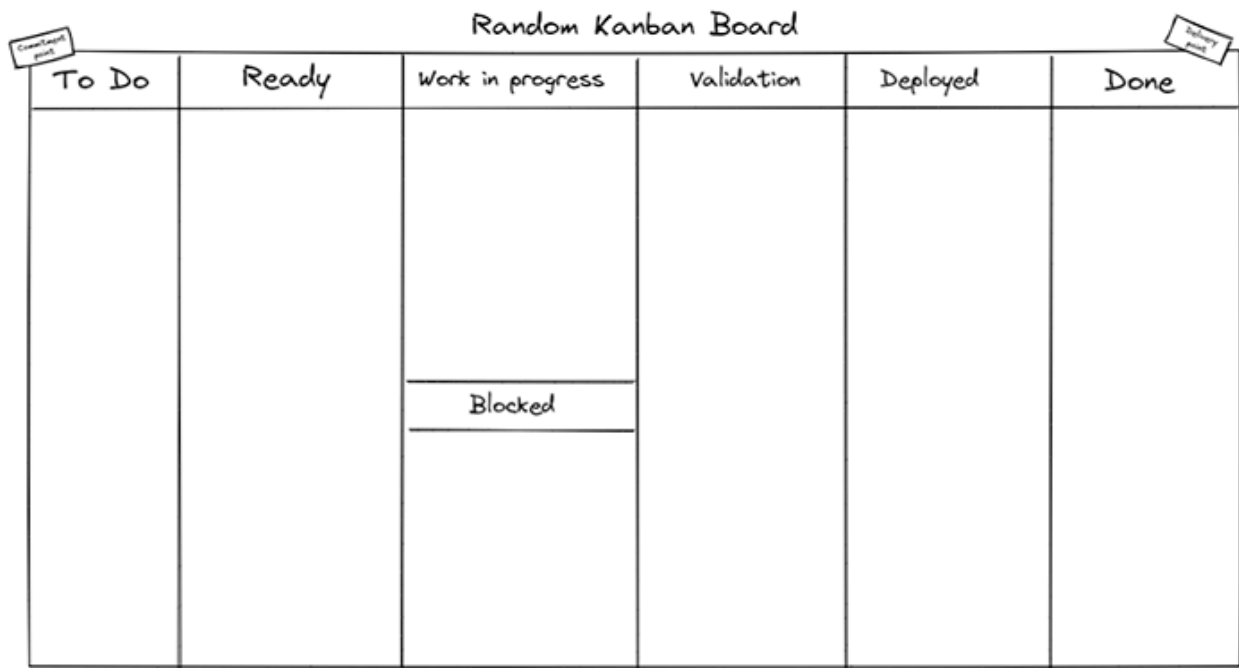 Random Kanban Board
Commitment
point
Delivery
point
To Do
Ready
Work in progress
Validation
Deployed
Done
Blocked